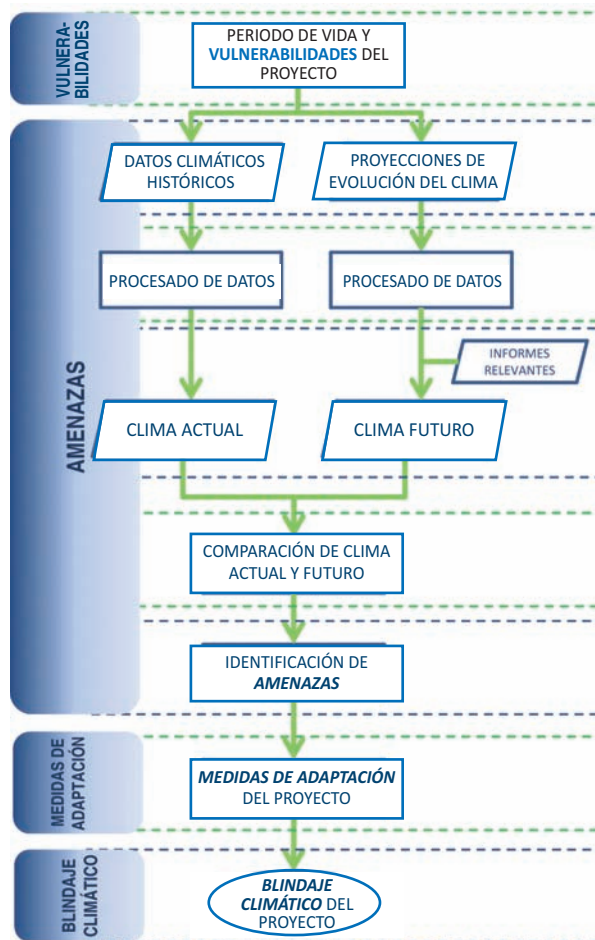 VULNERA-
BILIDADES
PERIODO DE VIDA Y
VULNERABILIDADES DEL
PROYECTO
AMENAZAS
DATOS CLIMÁTICOS
HISTÓRICOS
PROYECCIONES DE
EVOLUCIÓN DEL CLIMA
PROCESADO DE DATOS
PROCESADO DE DATOS
INFORMES
RELEVANTES
CLIMA ACTUAL
CLIMA FUTURO
COMPARACIÓN DE CLIMA
ACTUAL Y FUTURO
IDENTIFICACIÓN DE
AMENAZAS
MEDIDAS DE
ADAPTACIÓN
MEDIDAS DE ADAPTACIÓN
DEL PROYECTO
BLINDAJE
CLIMÁTICO
BLINDAJE
CLIMÁTICO DEL
PROYECTO